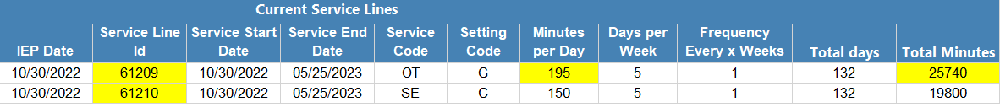 Current Service Lines
IEP Date Service Line Id Service Start Date Service End Date Service Code Setting Code Minutes per Day Days per Week Frequency Every x Weeks Total days Total Minutes
10/30/2022 61209 10/30/2022 05/25/2023 OT G 195 5 1 132 25740
10/30/2022 61210 10/30/2022 05/25/2023 SE C 150 5 1 132 19800